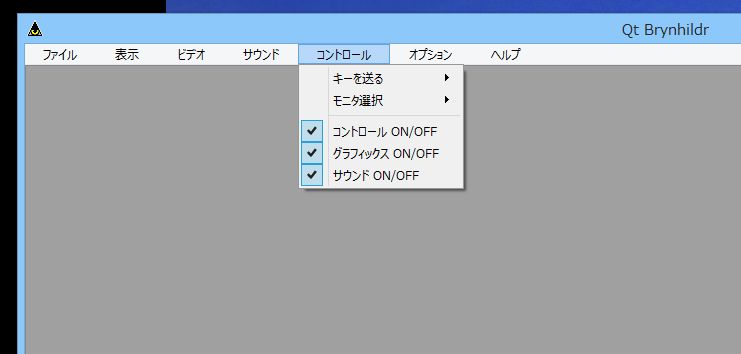 Qt Brynhildr
ファイル 表示 ビデオ サウンド コントロール オプション ヘルプ
キーを送る
モニタ選択
コントロール ON/OFF
グラフィックス ON/OFF
サウンド ON/OFF